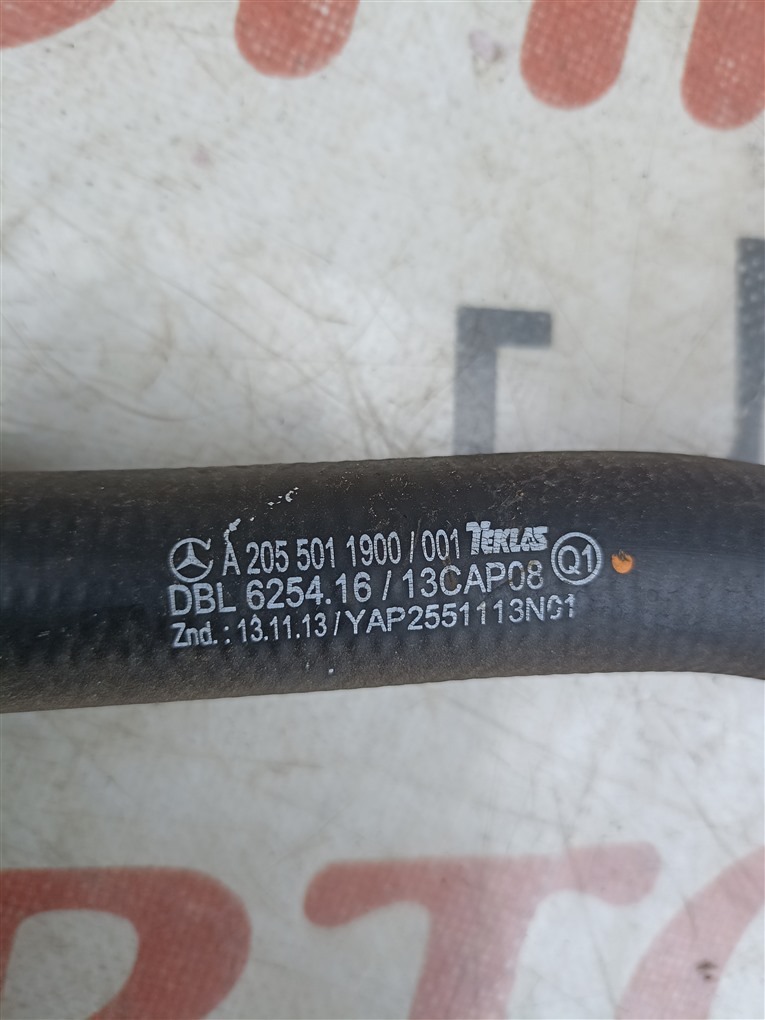 A 205 501 1900 / 001 TEKLAS
DBL 6254.16 / 13CAP08 Q1
Znd.: 13.11.13 / YAP2551113N01